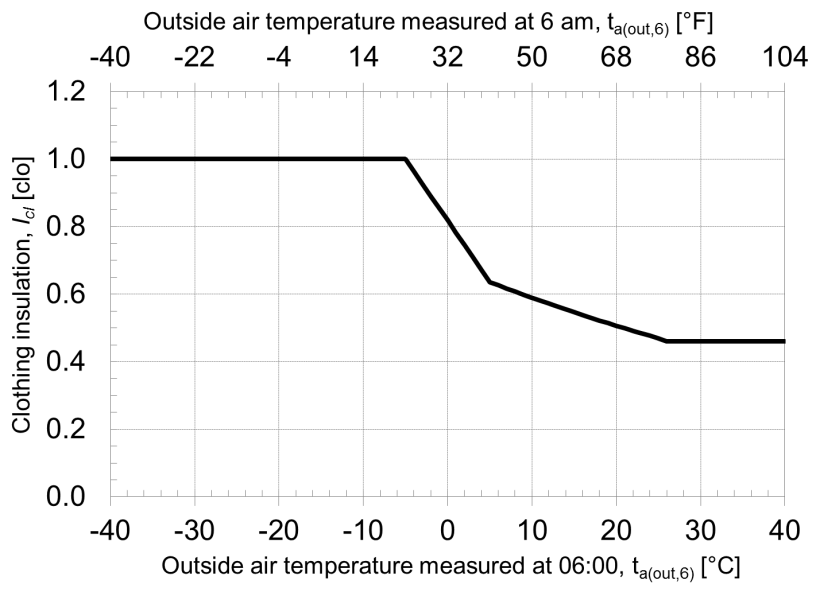 Outside air temperature measured at 6 am, ta(out,6) [°F]
-40 -22 -4 14 32 50 68 86 104
Clothing insulation, Icl [clo]
1.2
1.0
0.8
0.6
0.4
0.2
0.0
-40 -30 -20 -10 0 10 20 30 40
Outside air temperature measured at 06:00, ta(out,6) [°C]